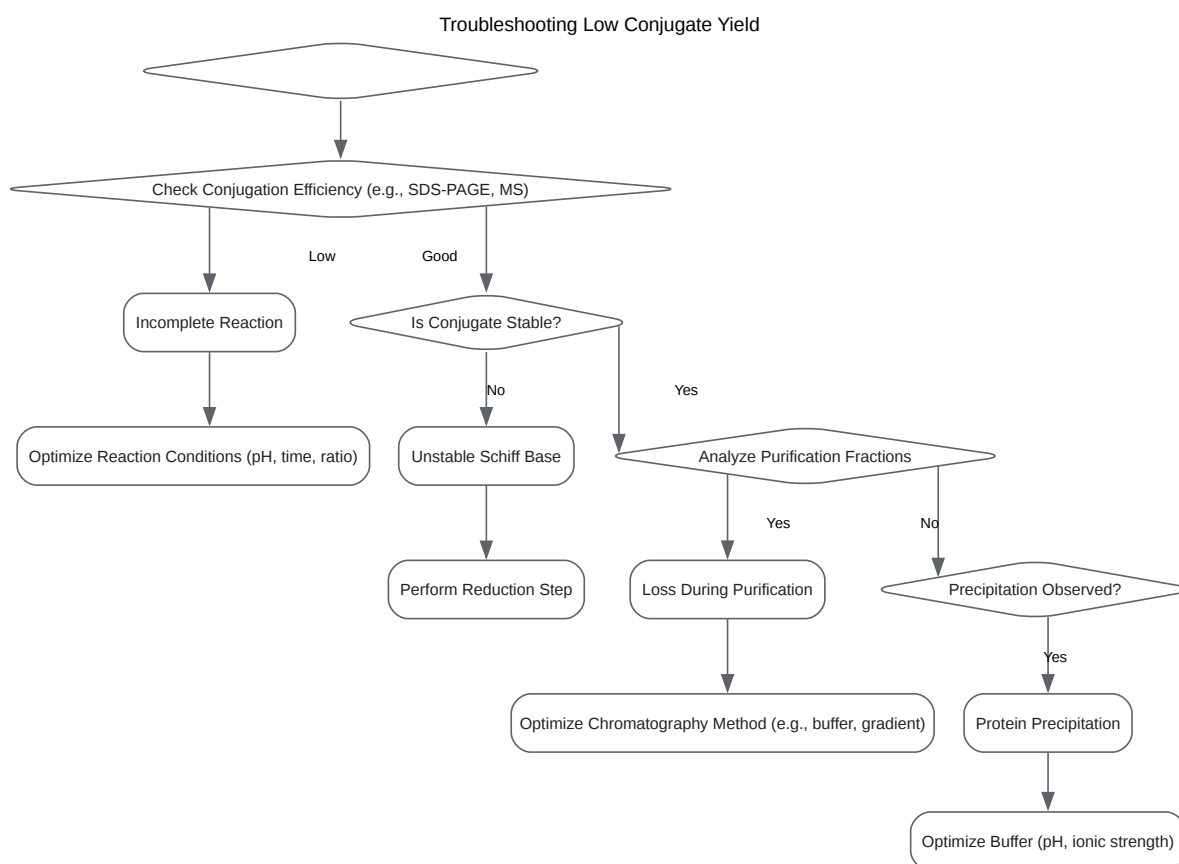 Troubleshooting Low Conjugate Yield
Check Conjugation Efficiency (e.g., SDS-PAGE, MS)
Low
Good
Incomplete Reaction
Is Conjugate Stable?
No
Yes
Optimize Reaction Conditions (pH, time, ratio)
Unstable Schiff Base
Analyze Purification Fractions
Yes
No
Perform Reduction Step
Loss During Purification
Precipitation Observed?
Yes
Optimize Chromatography Method (e.g., buffer, gradient)
Protein Precipitation
Optimize Buffer (pH, ionic strength)